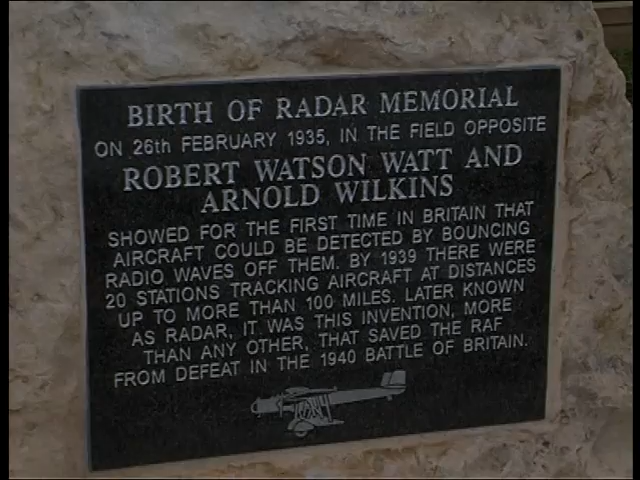 BIRTH OF RADAR MEMORIAL
ON 26th FEBRUARY 1935, IN THE FIELD OPPOSITE
ROBERT WATSON WATT AND
ARNOLD WILKINS
SHOWED FOR THE FIRST TIME IN BRITAIN THAT
AIRCRAFT COULD BE DETECTED BY BOUNCING
RADIO WAVES OFF THEM. BY 1939 THERE WERE
20 STATIONS TRACKING AIRCRAFT AT DISTANCES
UP TO MORE THAN 100 MILES. LATER KNOWN
AS RADAR, IT WAS THIS INVENTION, MORE
THAN ANY OTHER, THAT SAVED THE RAF
FROM DEFEAT IN THE 1940 BATTLE OF BRITAIN.